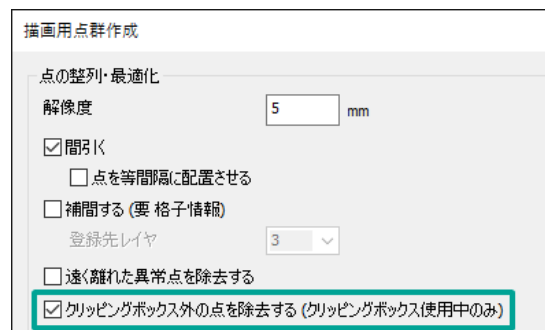 描画用点群作成
点の整列・最適化
解像度 5 mm
間引く
点を等間隔に配置させる
補間する (要 格子情報)
登録先レイヤ 3
遠く離れた異常点を除去する
クリッピングボックス外の点を除去する (クリッピングボックス使用中のみ)